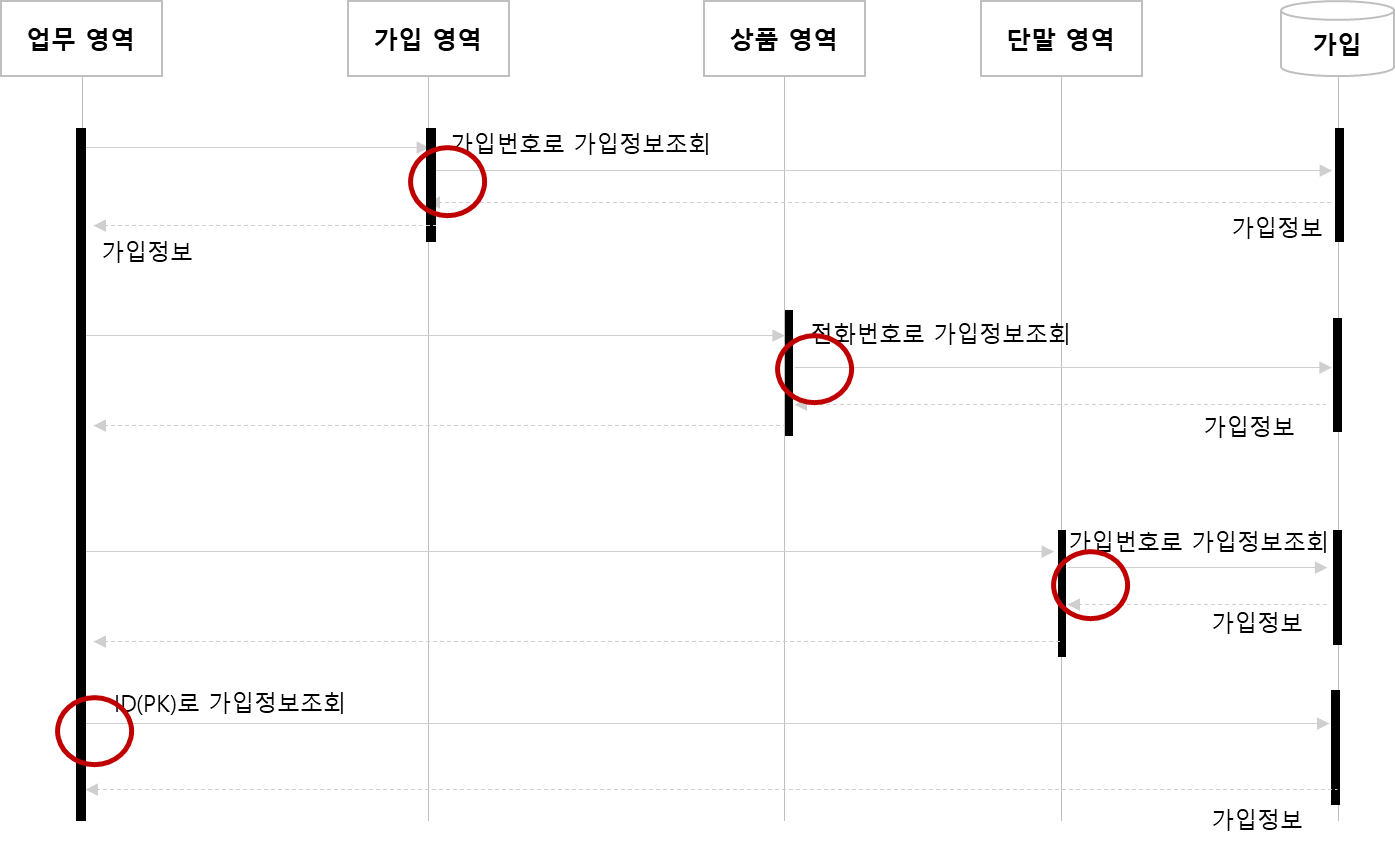 업무 영역
가입 영역
상품 영역
단말 영역
가입
가입번호로 가입정보조회
가입정보
가입정보
전화번호로 가입정보조회
가입정보
가입번호로 가입정보조회
가입정보
ID(PK)로 가입정보조회
가입정보